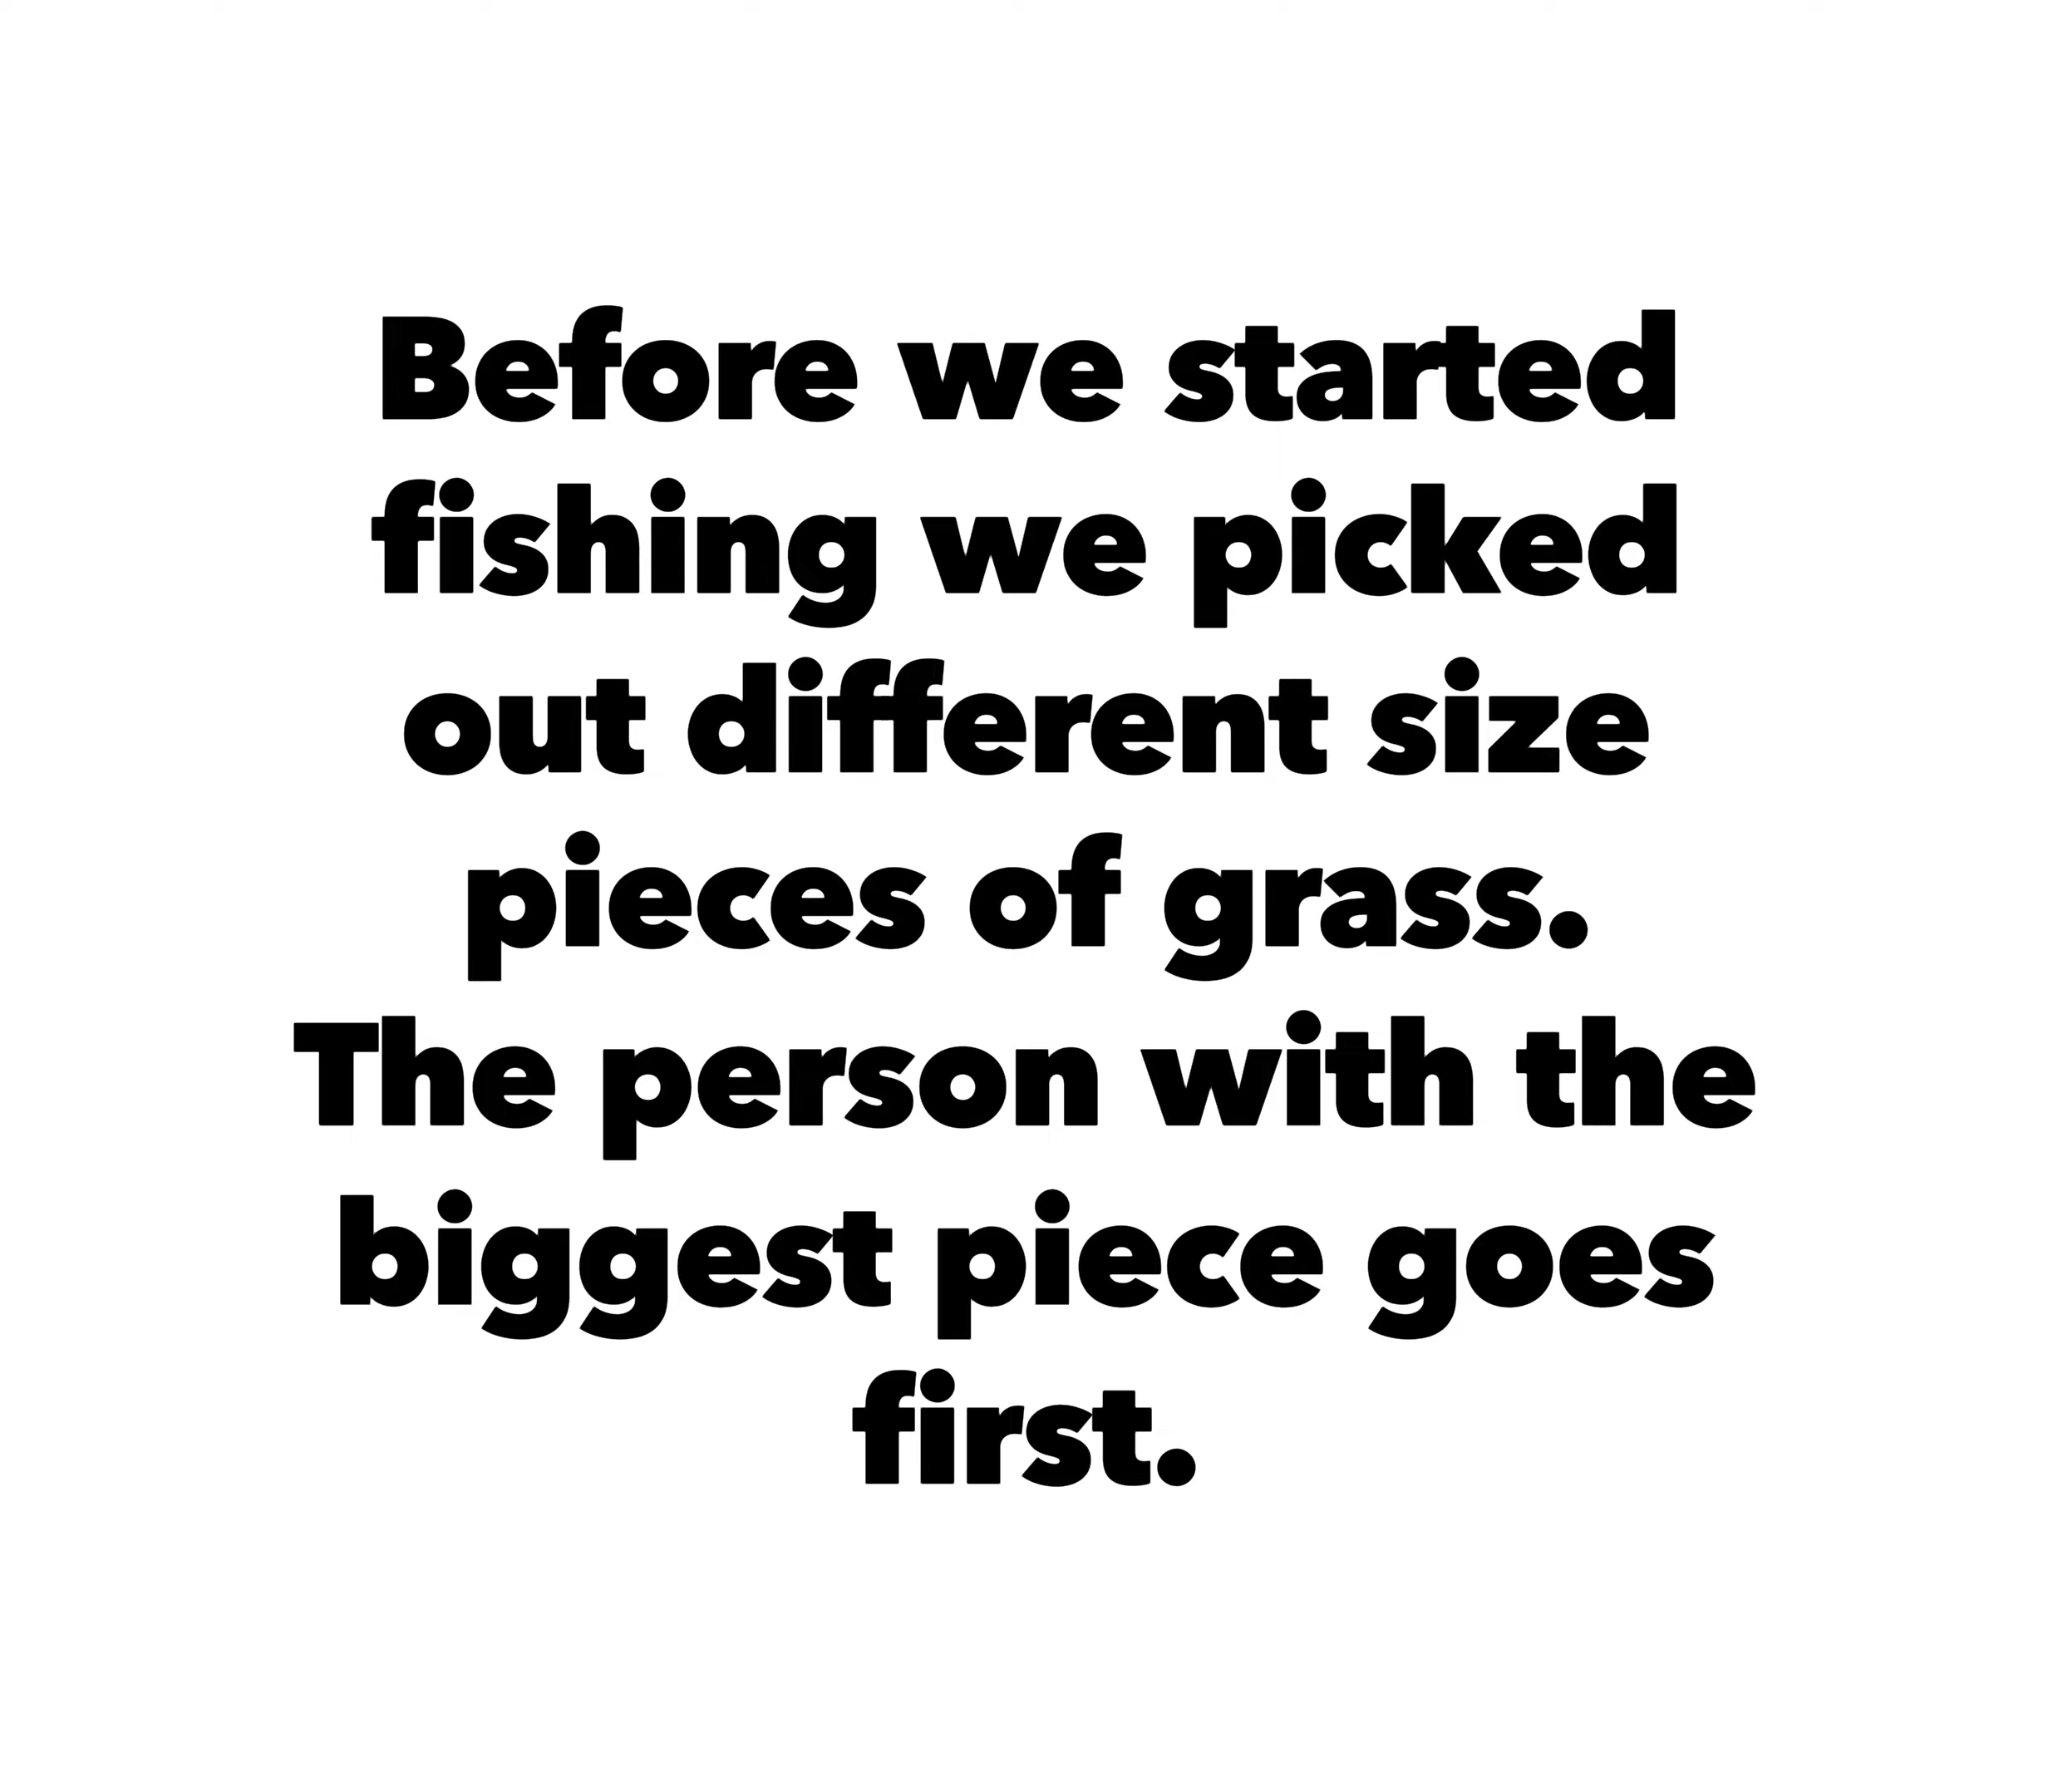 Before we started
fishing we picked
out different size
pieces of grass.
The person with the
biggest piece goes
first.